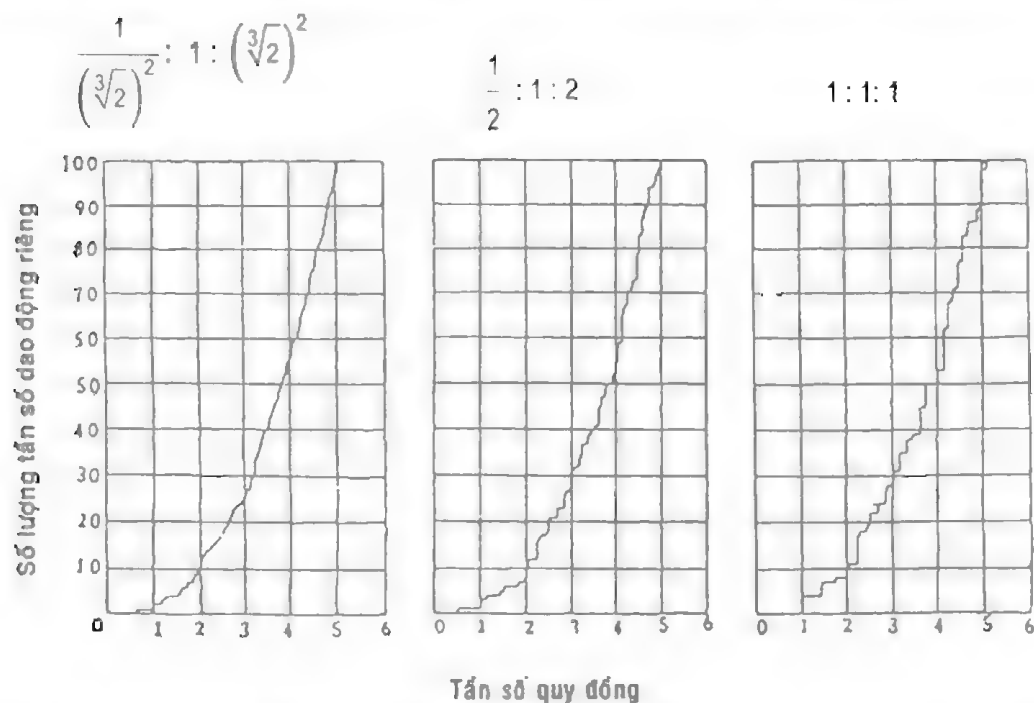 1/(∛2)² : 1 : (∛2)²
1/2 : 1 : 2
1 : 1 : 1
Số lượng tần số dao động riêng
100
90
80
70
60
50
40
30
20
10
0 1 2 3 4 5 6
0 1 2 3 4 5 6
0 1 2 3 4 5 6
Tần số quy đổng